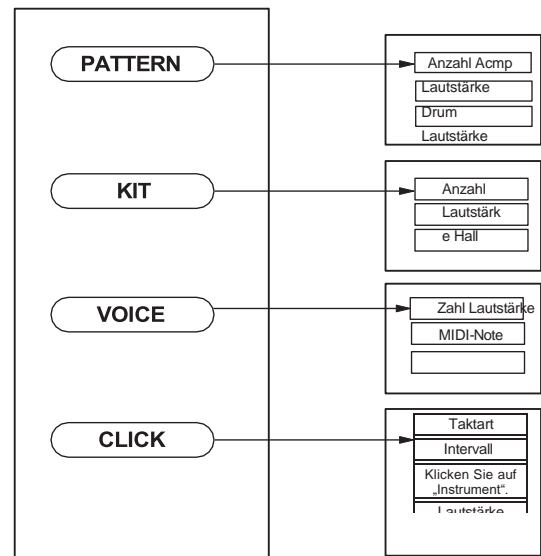 PATTERN
Anzahl Acmp
Lautstärke
Drum
Lautstärke
KIT
Anzahl
Lautstärk
e Hall
VOICE
Zahl Lautstärke
MIDI-Note
CLICK
Taktart
Intervall
Klicken Sie auf
„Instrument“.
Lautstärke